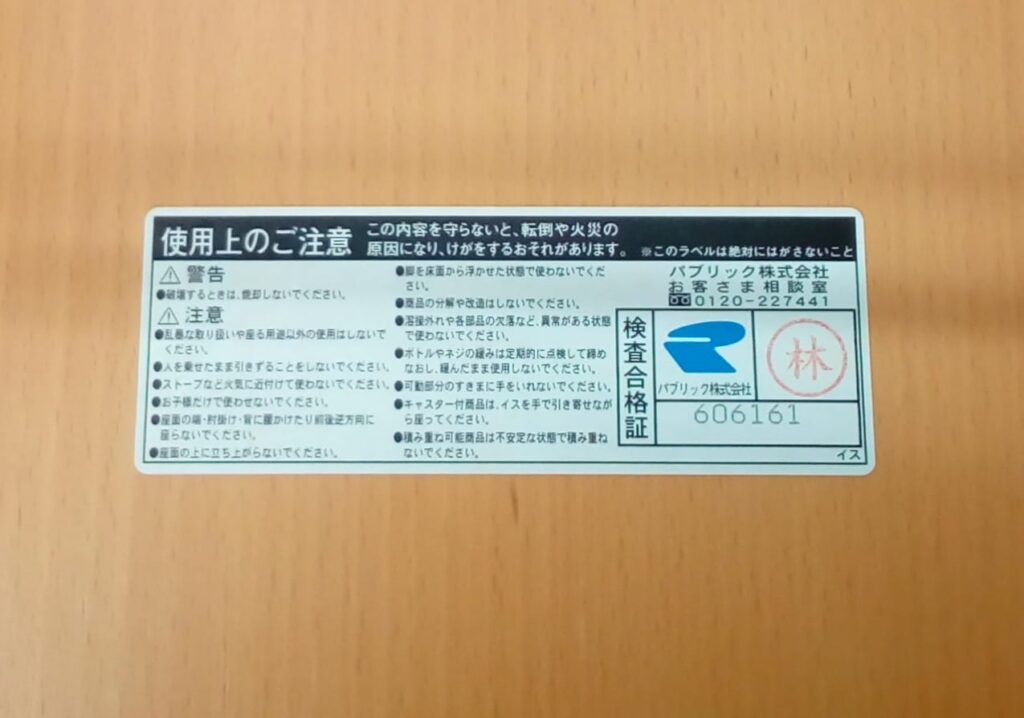 使用上のご注意
この内容を守らないと、転倒や火災の
原因になり、けがをするおそれがあります。
※このラベルは絶対にはがさないこと
⚠ 警告
●破壊するときは、焼却しないでください。
⚠ 注意
●乱暴な取り扱いや座る用途以外の使用はしないで
ください。
●人を乗せたまま引きずることをしないでください。
●ストーブなど火気に近付けて使わないでください。
●お子様だけで使わせないでください。
●座面の端・肘掛け・背に腰かけたり前後逆方向に
座らないでください。
●座面の上に立ち上がらないでください。
●脚を床面から浮かせた状態で使わないでくだ
さい。
●商品の分解や改造はしないでください。
●溶接外れや各部品の欠落など、異常がある状態
で使わないでください。
●ボトルやネジの緩みは定期的に点検して締め
なおし、緩んだまま使用しないでください。
●可動部分のすきまに手をいれないでください。
●キャスター付商品は、イスを手で引き寄せなが
ら座ってください。
●積み重ね可能商品は不安定な状態で積み重ね
ないでください。
パブリック株式会社
お客さま相談室
0120-227441
検査合格証
パブリック株式会社
林
606161
イス